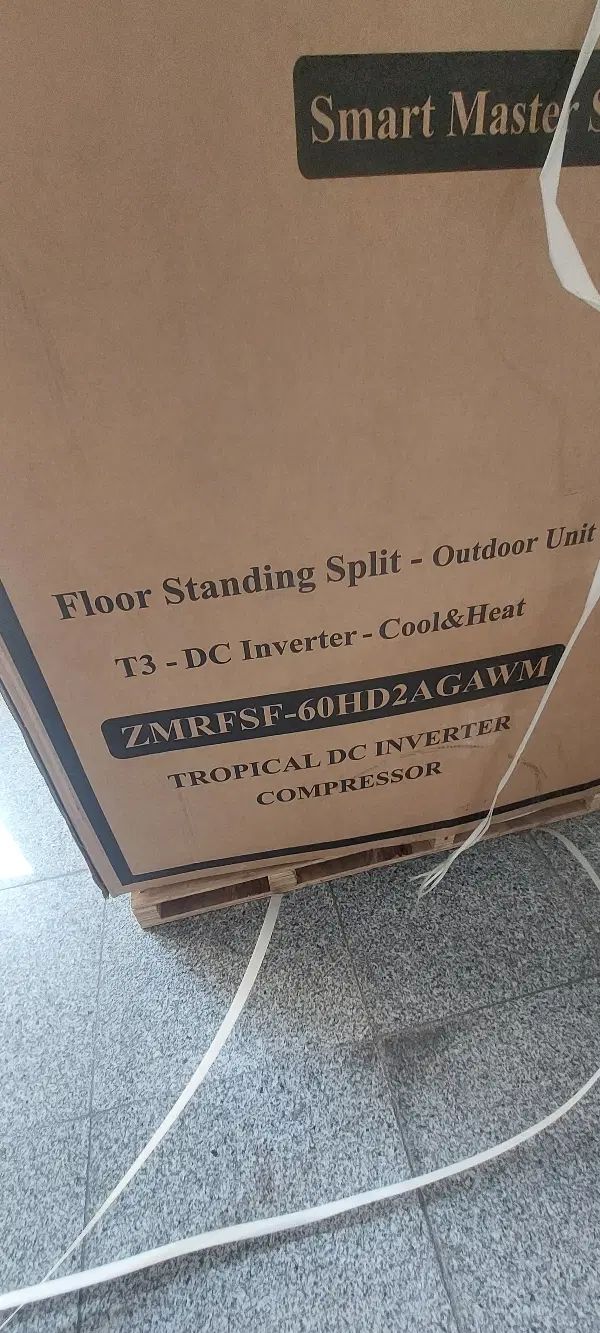 Smart Master S
Floor Standing Split - Outdoor Unit
T3 - DC Inverter - Cool&Heat
ZMRFSF-60HD2AGAWM
TROPICAL DC INVERTER
COMPRESSOR